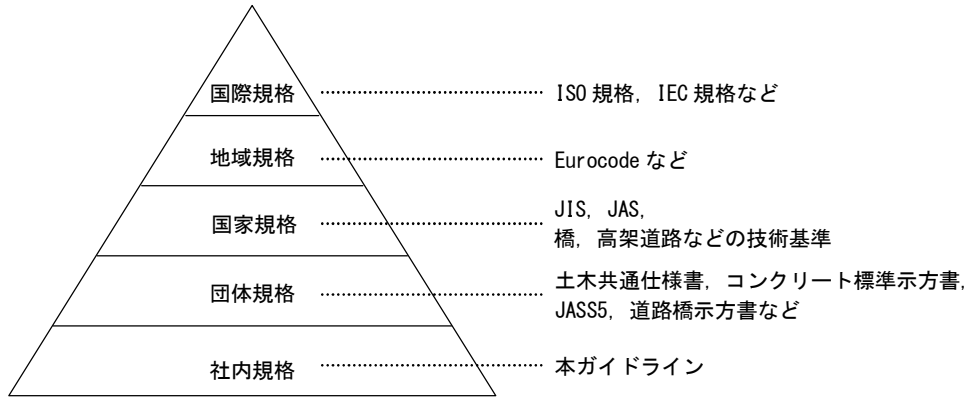 国際規格 ISO 規格，IEC 規格など
地域規格 Eurocode など
国家規格 JIS，JAS，
橋，高架道路などの技術基準
団体規格 土木共通仕様書，コンクリート標準示方書，
JASS5，道路橋示方書など
社内規格 本ガイドライン